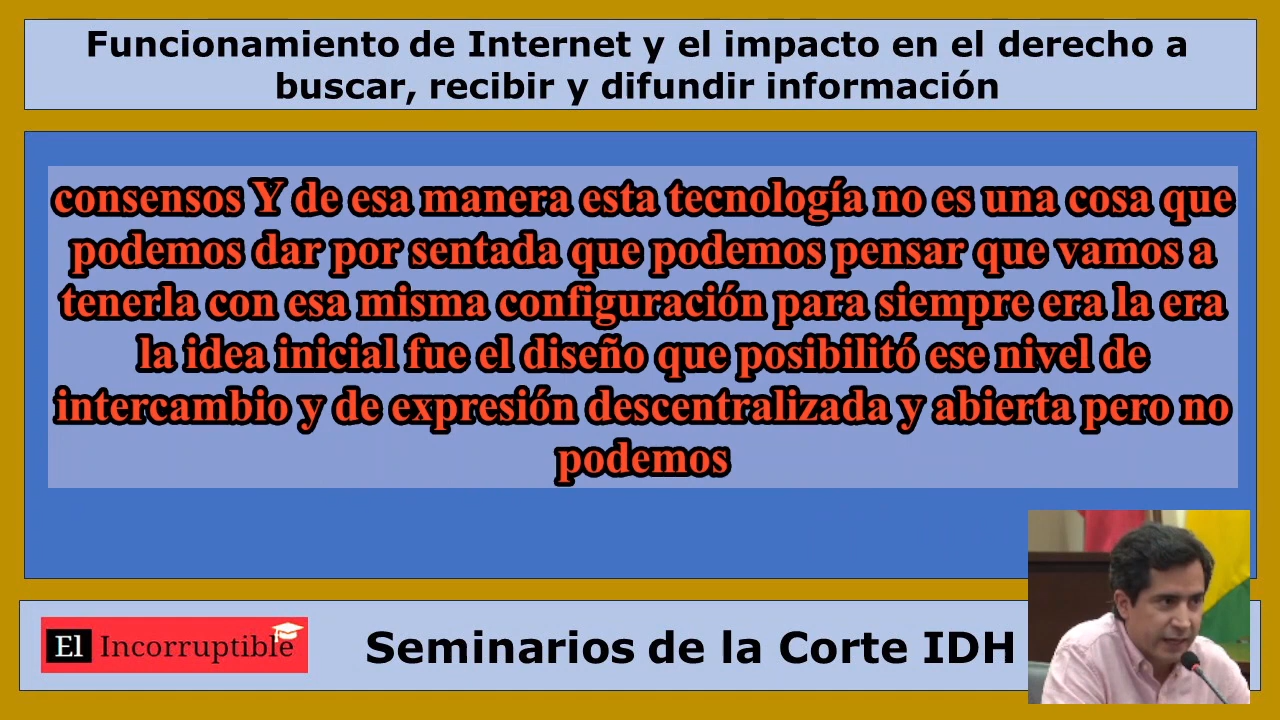 Funcionamiento de Internet y el impacto en el derecho a
buscar, recibir y difundir información
consensos Y de esa manera esta tecnología no es una cosa que
podemos dar por sentada que podemos pensar que vamos a
tenerla con esa misma configuración para siempre era la era
la idea inicial fue el diseño que posibilitó ese nivel de
intercambio y de expresión descentralizada y abierta pero no
podemos
El Incorruptible
Seminarios de la Corte IDH